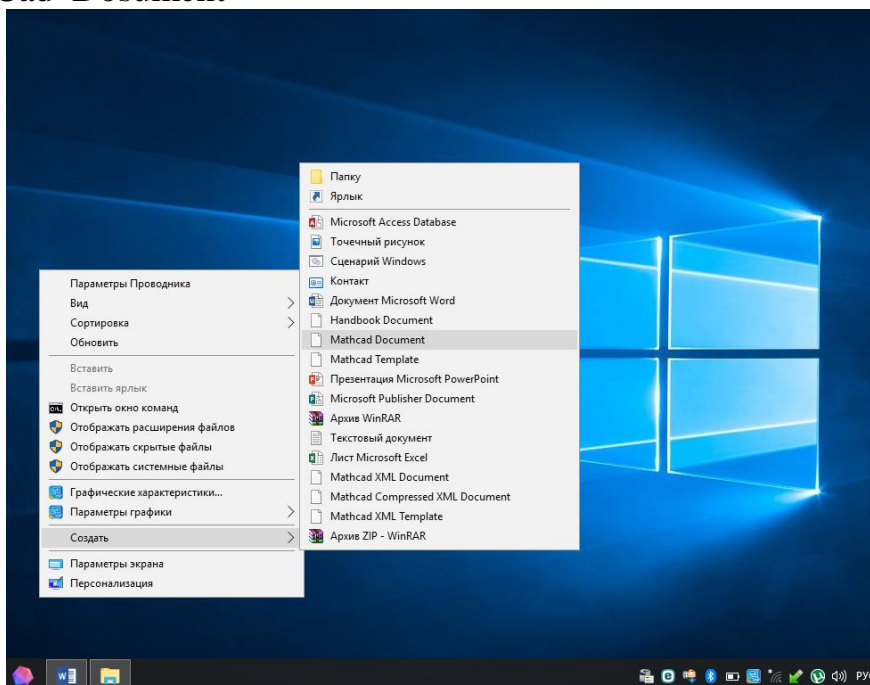 Dosument
Параметры Проводника
Вид
Сортировка
Обновить
Вставить
Вставить ярлык
Открыть окно команд
Отображать расширения файлов
Отображать скрытые файлы
Отображать системные файлы
Графические характеристики...
Параметры графики
Создать
Параметры экрана
Персонализация
Папку
Ярлык
Microsoft Access Database
Точечный рисунок
Сценарий Windows
Контакт
Документ Microsoft Word
Handbook Document
Mathcad Document
Mathcad Template
Презентация Microsoft PowerPoint
Microsoft Publisher Document
Архив WinRAR
Текстовый документ
Лист Microsoft Excel
Mathcad XML Document
Mathcad Compressed XML Document
Mathcad XML Template
Архив ZIP - WinRAR